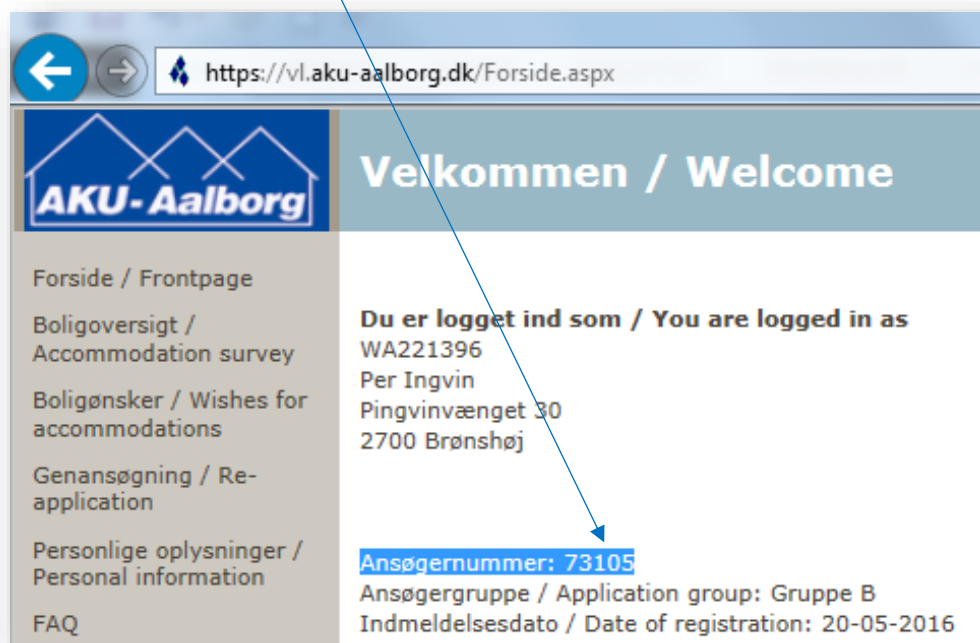 https://vl.aku-aalborg.dk/Forside.aspx
AKU-Aalborg
Velkommen / Welcome
Forside / Frontpage
Boligoversigt /
Accommodation survey
Boligønsker / Wishes for
accommodations
Genansøgning / Re-
application
Personlige oplysninger /
Personal information
FAQ
Du er logget ind som / You are logged in as
WA221396
Per Ingvin
Pingvinvænget 30
2700 Brønshøj
Ansøgernummer: 73105
Ansøgergruppe / Application group: Gruppe B
Indmeldelsesdato / Date of registration: 20-05-2016